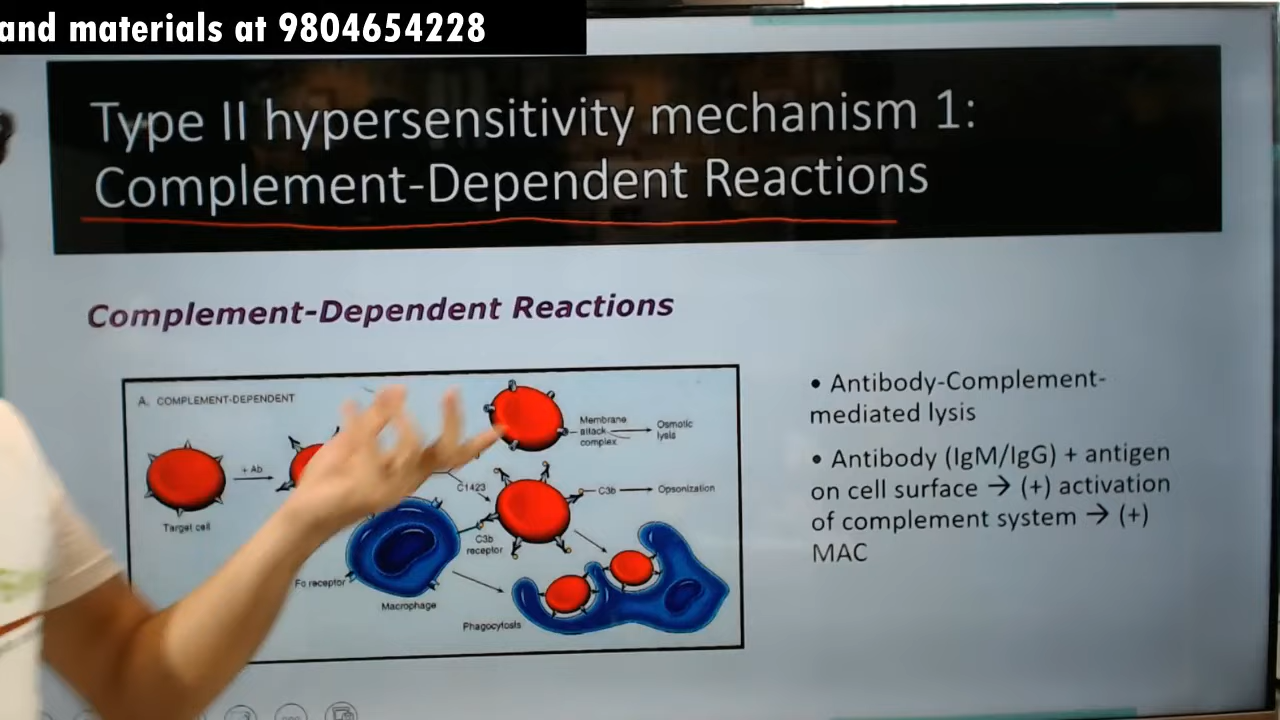 and materials at 9804654228
Type II hypersensitivity mechanism 1:
Complement-Dependent Reactions
Complement-Dependent Reactions
A. COMPLEMENT-DEPENDENT
Target cell
+ Ab
Membrane
attack
complex
Osmotic
lysis
C1423
C3b
Opsonization
C3b
receptor
Fc receptor
Macrophage
Phagocytosis
• Antibody-Complement-
mediated lysis
• Antibody (IgM/IgG) + antigen
on cell surface → (+) activation
of complement system → (+)
MAC